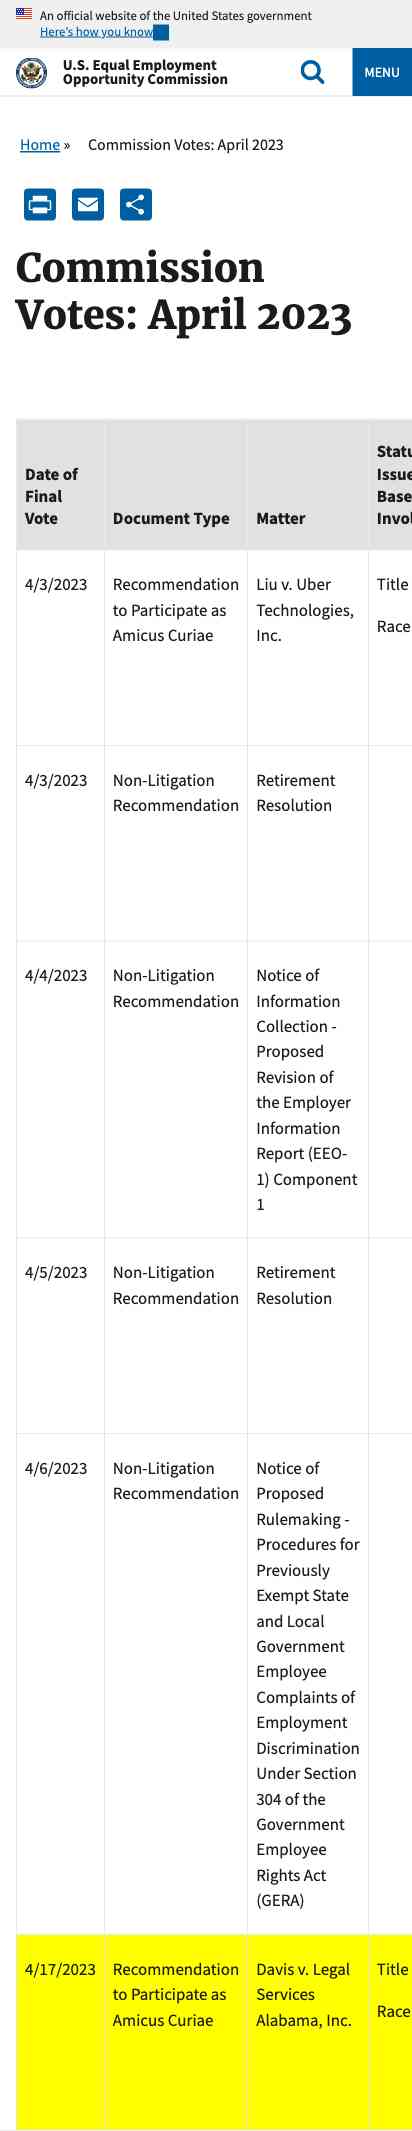 An official website of the United States government
Here's how you know
U.S. Equal Employment
Opportunity Commission
MENU
Home » Commission Votes: April 2023
Commission
Votes: April 2023
Date of
Final
Vote
Document Type
Matter
4/3/2023
Recommendation
to Participate as
Amicus Curiae
Liu v. Uber
Technologies,
Inc.
Title
Race
4/3/2023
Non-Litigation
Recommendation
Retirement
Resolution
4/4/2023
Non-Litigation
Recommendation
Notice of
Information
Collection -
Proposed
Revision of
the Employer
Information
Report (EEO-
1) Component
1
4/5/2023
Non-Litigation
Recommendation
Retirement
Resolution
4/6/2023
Non-Litigation
Recommendation
Notice of
Proposed
Rulemaking -
Procedures for
Previously
Exempt State
and Local
Government
Employee
Complaints of
Employment
Discrimination
Under Section
304 of the
Government
Employee
Rights Act
(GERA)
4/17/2023
Recommendation
to Participate as
Amicus Curiae
Davis v. Legal
Services
Alabama, Inc.
Title
Race